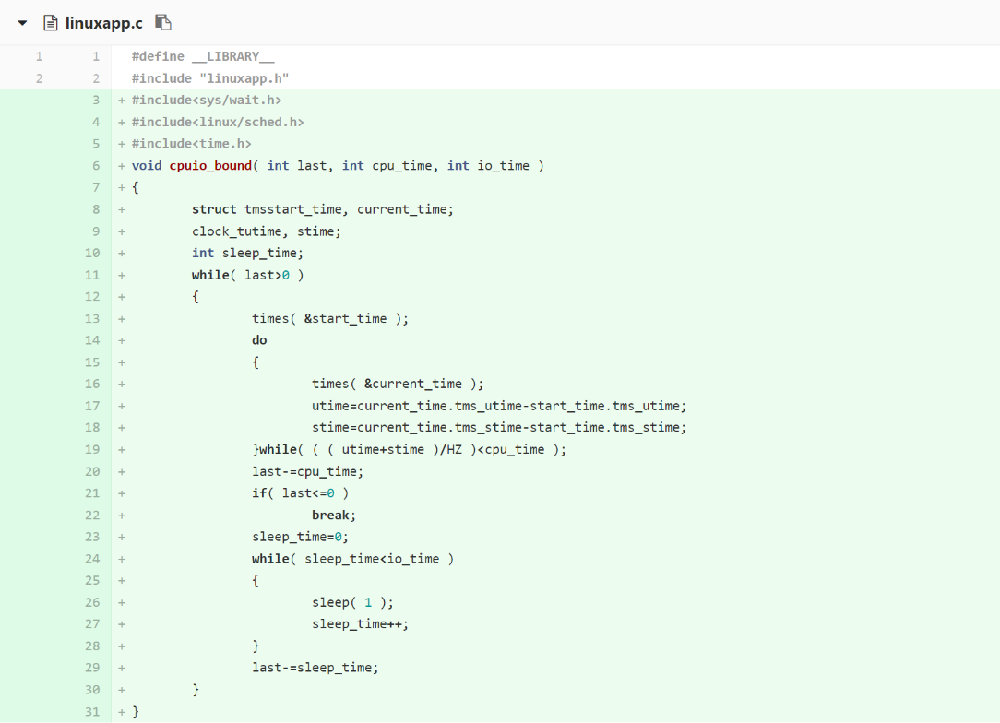 linuxapp.c
1 1 #define __LIBRARY__
2 2 #include "linuxapp.h"
3 + #include<sys/wait.h>
4 + #include<linux/sched.h>
5 + #include<time.h>
6 + void cpuio_bound( int last, int cpu_time, int io_time )
7 + {
8 +         struct tmsstart_time, current_time;
9 +         clock_tutime, stime;
10 +         int sleep_time;
11 +         while( last>0 )
12 +         {
13 +                 times( &start_time );
14 +                 do
15 +                 {
16 +                         times( &current_time );
17 +                         utime=current_time.tms_utime-start_time.tms_utime;
18 +                         stime=current_time.tms_stime-start_time.tms_stime;
19 +                 }while( ( ( utime+stime )/HZ )<cpu_time );
20 +                 last-=cpu_time;
21 +                 if( last<=0 )
22 +                         break;
23 +                 sleep_time=0;
24 +                 while( sleep_time<io_time )
25 +                 {
26 +                         sleep( 1 );
27 +                         sleep_time++;
28 +                 }
29 +                 last-=sleep_time;
30 +         }
31 + }